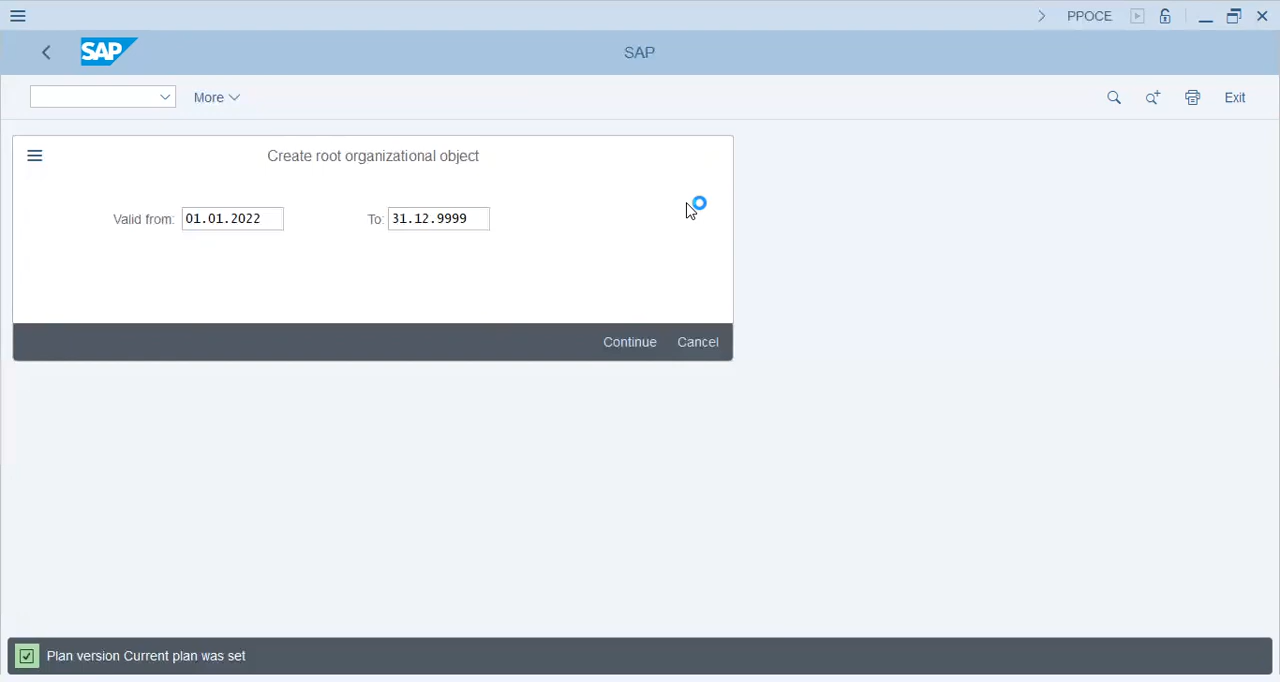 PPOCE
SAP
SAP
More
Exit
Create root organizational object
Valid from: 01.01.2022 To: 31.12.9999
Continue Cancel
Plan version Current plan was set